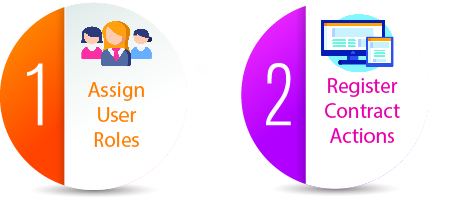 1
Assign
User
Roles
2
Register
Contract
Actions